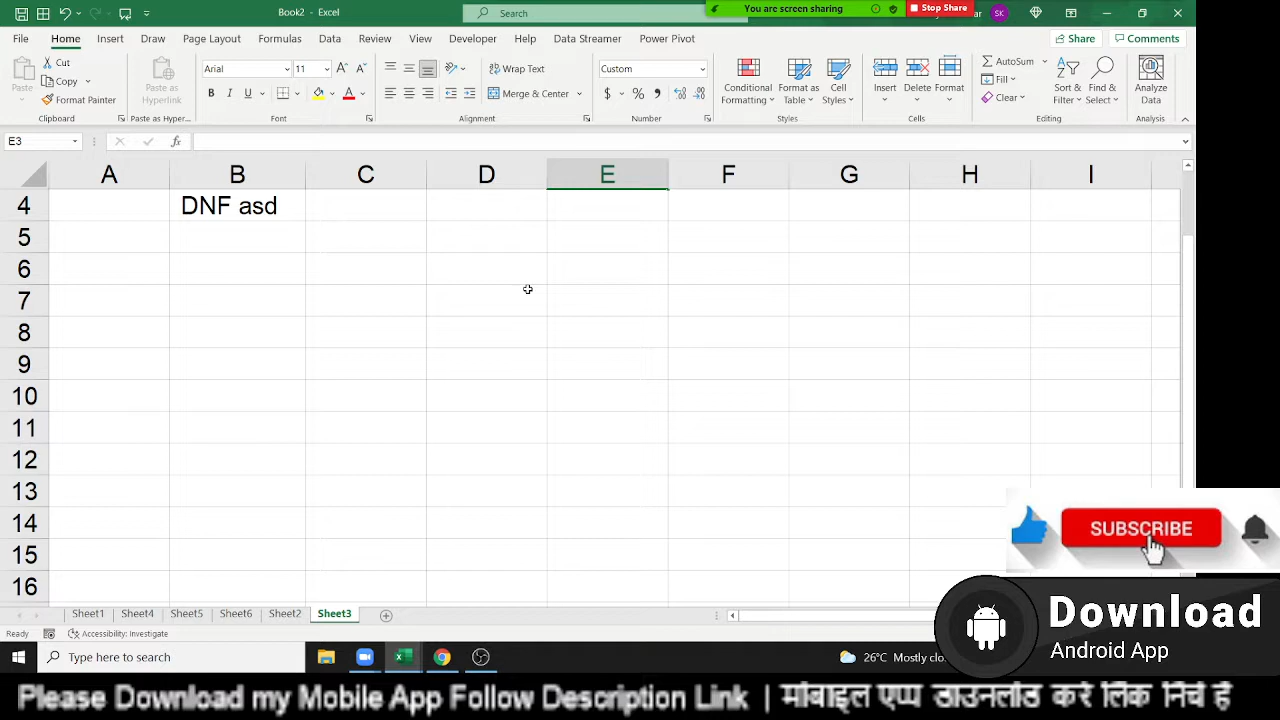 Book2 - Excel
Search
You are screen sharing
Stop Share
SK
File Home Insert Draw Page Layout Formulas Data Review View Developer Help Data Streamer Power Pivot
Share Comments
Paste
Cut
Copy
Format Painter
Clipboard
Paste as Hyperlink
Paste as Hyper...
Arial 11
B I U
Font
Wrap Text
Merge & Center
Alignment
Custom
Number
Conditional Formatting
Format as Table
Cell Styles
Styles
Insert Delete Format
Cells
AutoSum
Fill
Clear
Sort & Filter
Find & Select
Editing
Analyze Data
Analysis
E3
fx
A B C D E F G H I
4 DNF asd
5
6
7
8
9
10
11
12
13
14
15
16
SUBSCRIBE
Download
Android App
Sheet1 Sheet4 Sheet5 Sheet6 Sheet2 Sheet3
Ready Accessibility: Investigate
Type here to search
26°C
Please Download my Mobile App Follow Description Link | मोबाइल एप्प डाउनलोड करे लिंक निचे हे